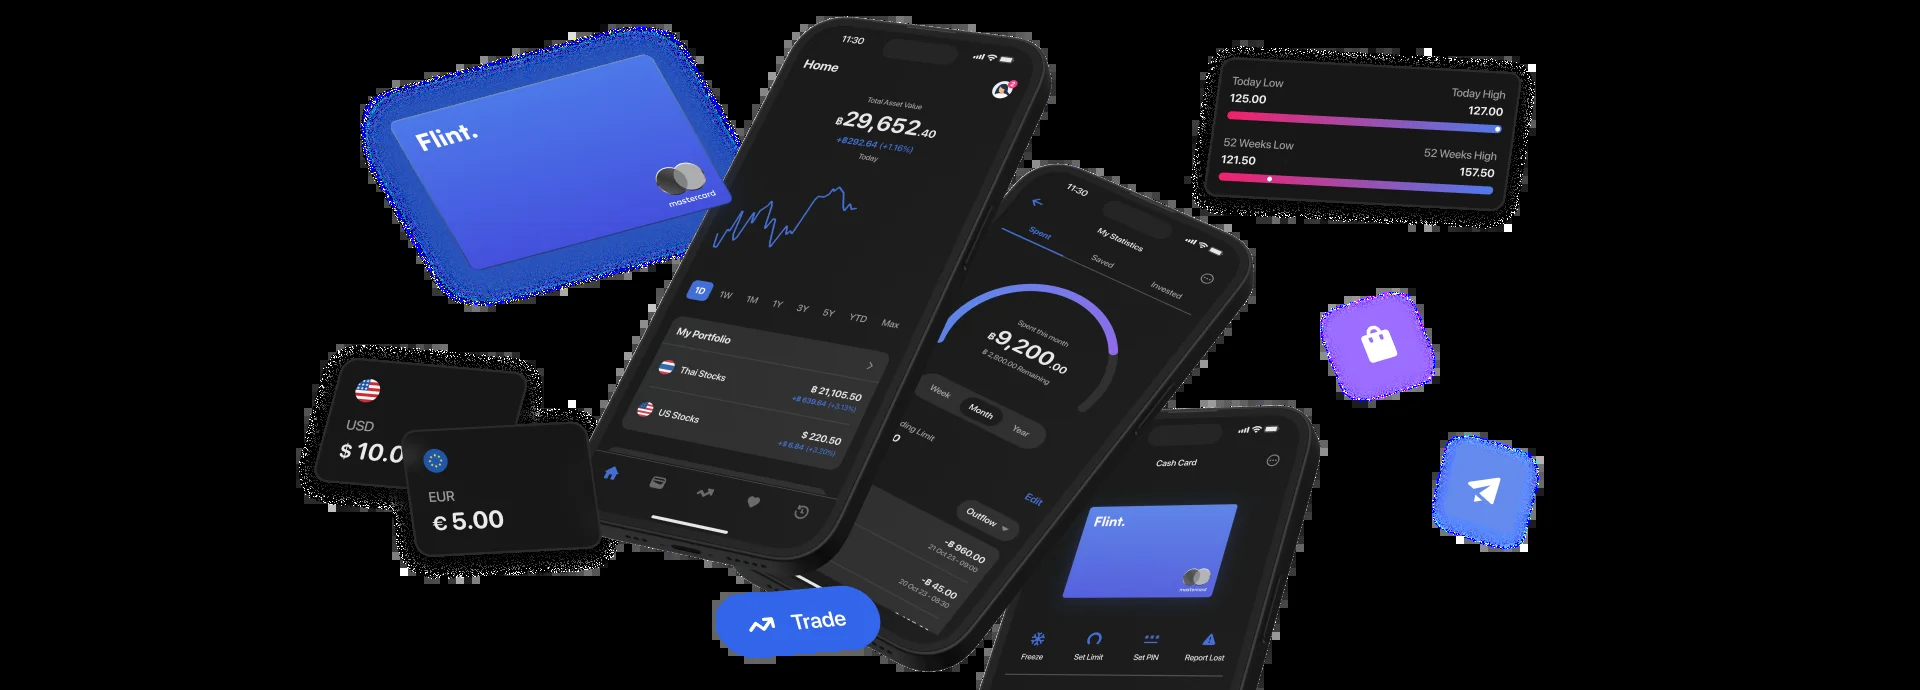 Flint.
mastercard
11:30
Home
2
Total Asset Value
฿29,652.40
+฿292.64 (+1.16%)
Today
1D 1W 1M 1Y 3Y 5Y YTD Max
My Portfolio
Thai Stocks
฿ 21,105.50
+฿ 639.64 (+3.13%)
US Stocks
$ 220.50
+$ 6.84 (+3.20%)
USD
$ 10.0
EUR
€ 5.00
Trade
11:30
My Statistics
Spent Saved Invested
Spent this month
฿9,200.00
฿ 2,800.00 Remaining
Week Month Year
ding Limit
0
Edit
Outflow
-฿ 960.00
21 Oct 23 - 09:00
-฿ 45.00
20 Oct 23 - 08:30
Cash Card
Flint.
mastercard
Freeze Set Limit Set PIN Report Lost
Today Low Today High
125.00 127.00
52 Weeks Low 52 Weeks High
121.50 157.50